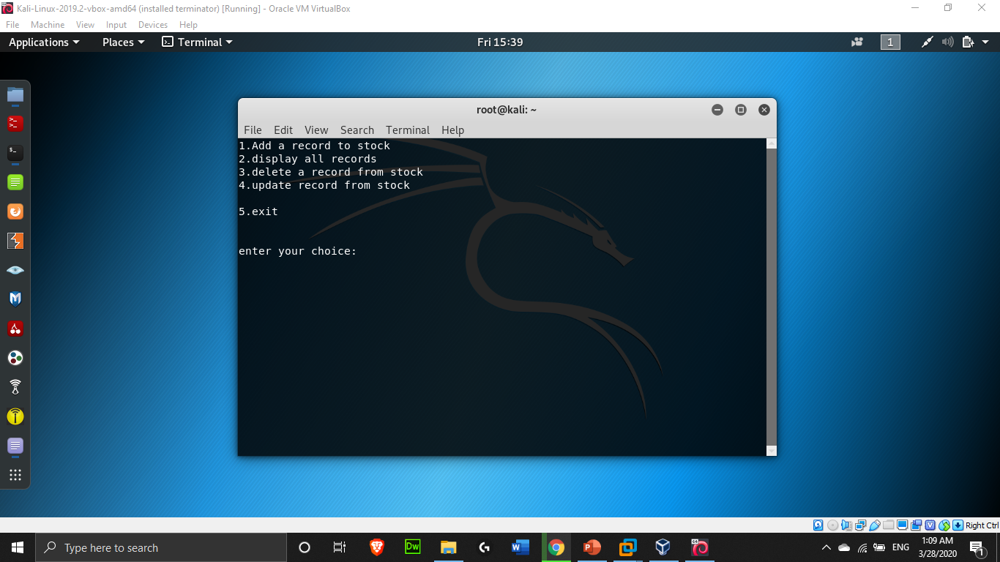 Kali-Linux-2019.2-vbox-amd64 (installed terminator) [Running] - Oracle VM VirtualBox
File Machine View Input Devices Help
Applications Places Terminal Fri 15:39 1
root@kali: ~
File Edit View Search Terminal Help
1.Add a record to stock
2.display all records
3.delete a record from stock
4.update record from stock
5.exit
enter your choice:
Right Ctrl
Type here to search
Dw
ENG
1:09 AM
3/28/2020
1